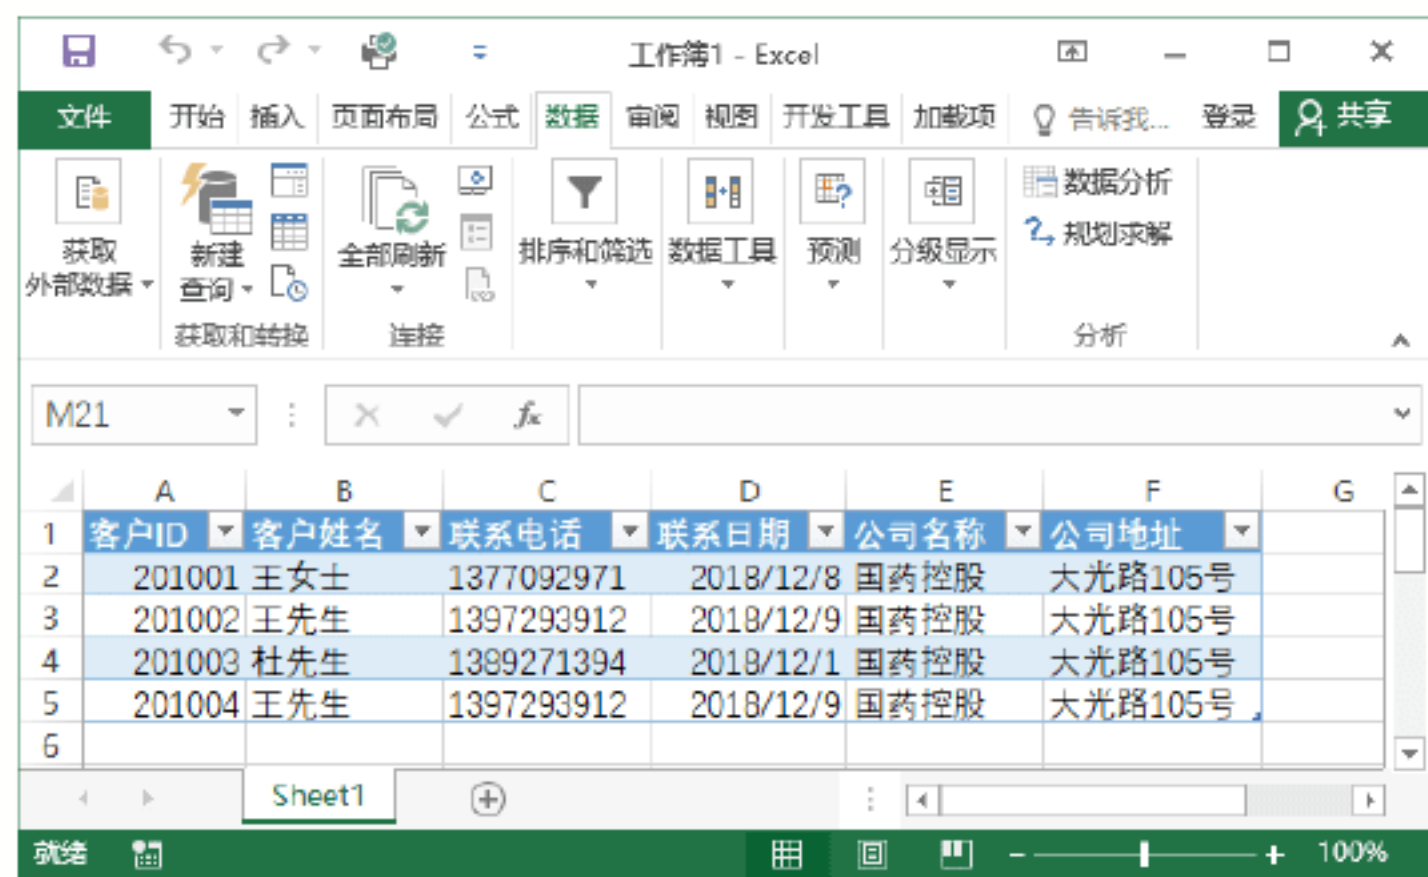 工作簿1 - Excel
文件 开始 插入 页面布局 公式 数据 审阅 视图 开发工具 加载项 告诉我... 登录 共享
获取 外部数据
新建 查询
全部刷新
排序和筛选
数据工具
预测
分级显示
数据分析
规划求解
获取和转换 连接 分析
M21 fx
A B C D E F G
1 客户ID 客户姓名 联系电话 联系日期 公司名称 公司地址
2 201001 王女士 1377092971 2018/12/8 国药控股 大光路105号
3 201002 王先生 1397293912 2018/12/9 国药控股 大光路105号
4 201003 杜先生 1389271394 2018/12/1 国药控股 大光路105号
5 201004 王先生 1397293912 2018/12/9 国药控股 大光路105号
6
Sheet1
就绪 100%